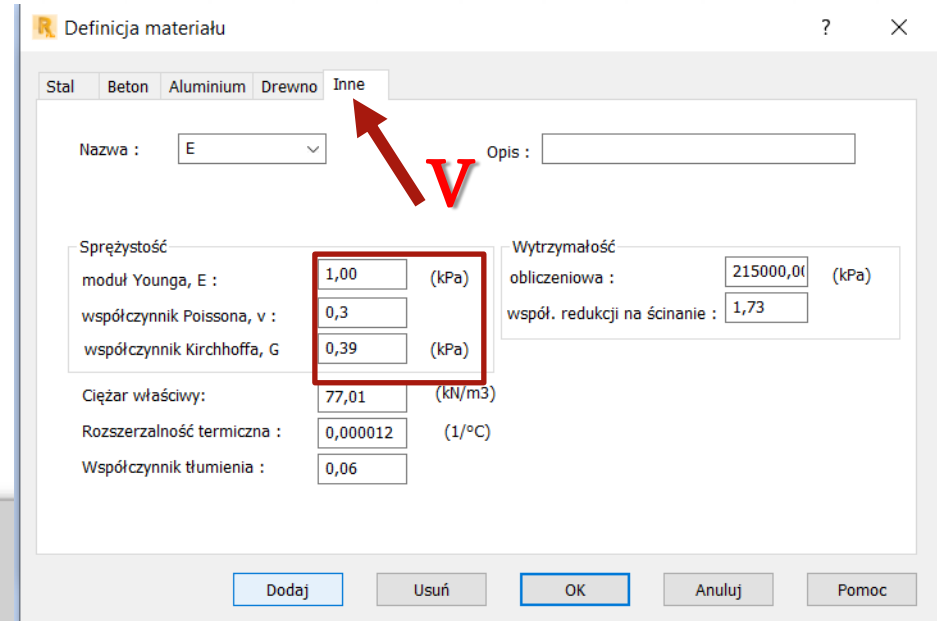 R Definicja materiału ? ×
Stal Beton Aluminium Drewno Inne
Nazwa : E Opis :
V
Sprężystość Wytrzymałość
moduł Younga, E : 1,00 (kPa) obliczeniowa : 215000,0( (kPa)
współczynnik Poissona, v : 0,3 współ. redukcji na ścinanie : 1,73
współczynnik Kirchhoffa, G 0,39 (kPa)
Ciężar właściwy: 77,01 (kN/m3)
Rozszerzalność termiczna : 0,000012 (1/°C)
Współczynnik tłumienia : 0,06
Dodaj Usuń OK Anuluj Pomoc